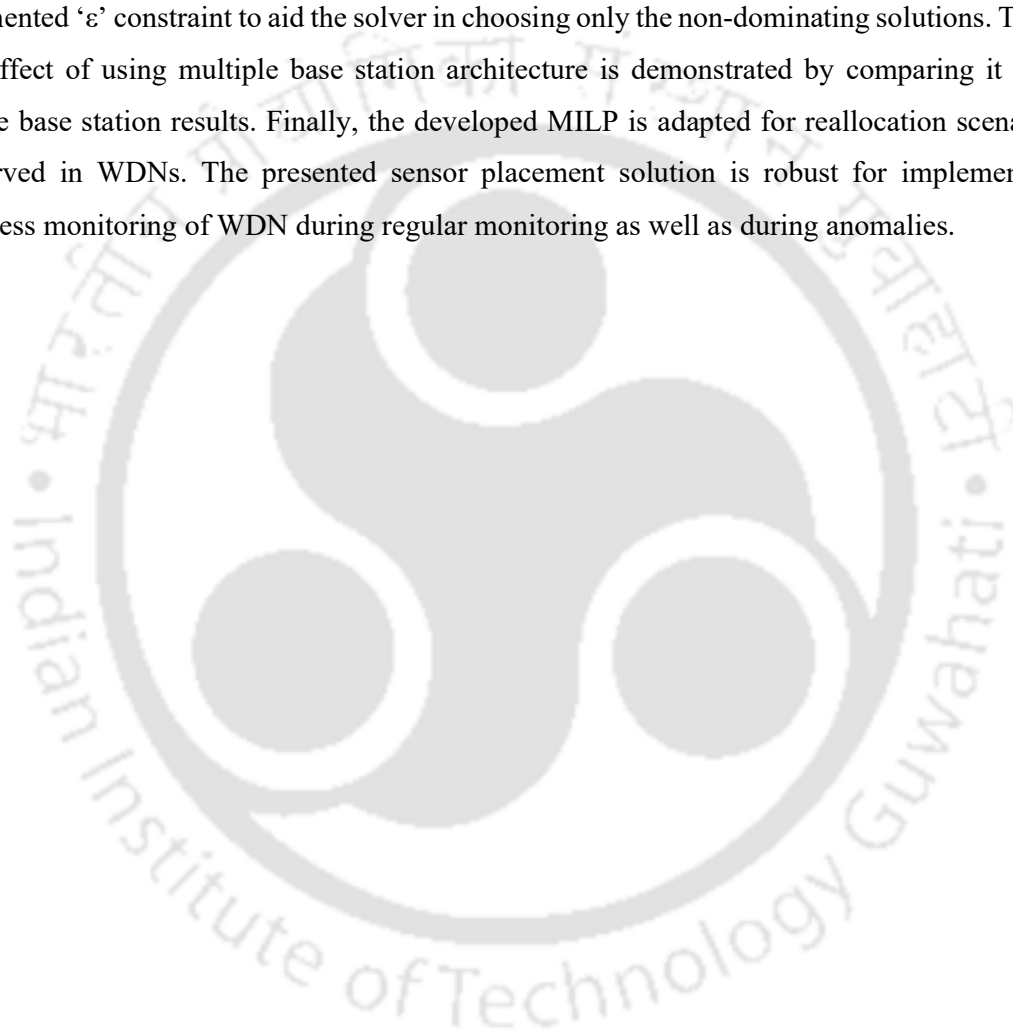 mented ‘ε’ constraint to aid the solver in choosing only the non-dominating solutions. T
ffect of using multiple base station architecture is demonstrated by comparing it
e base station results. Finally, the developed MILP is adapted for reallocation scena
rved in WDNs. The presented sensor placement solution is robust for implemen
ess monitoring of WDN during regular monitoring as well as during anomalies.
भारतीय प्रौद्योगिकी संस्थान गुवाहाटी
• Indian Institute of Technology Guwahati •